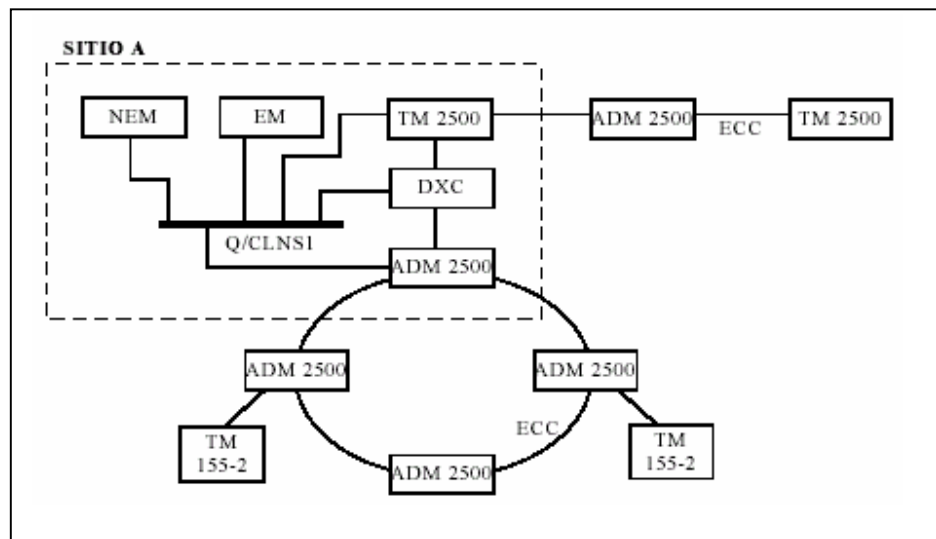 SITIO A
NEM
EM
TM 2500
ADM 2500
ECC
TM 2500
DXC
Q/CLNS1
ADM 2500
ADM 2500
ADM 2500
TM
155-2
ECC
TM
155-2
ADM 2500